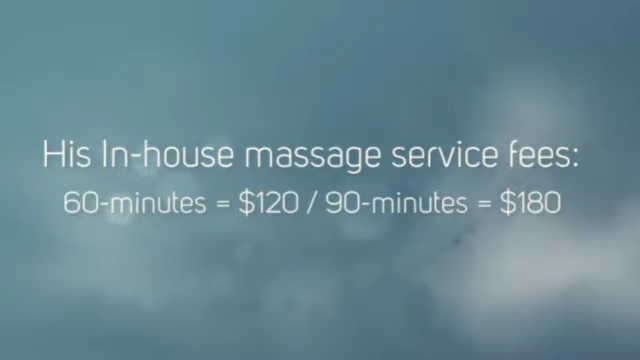 His In-house massage service fees:
60-minutes = $120 / 90-minutes = $180